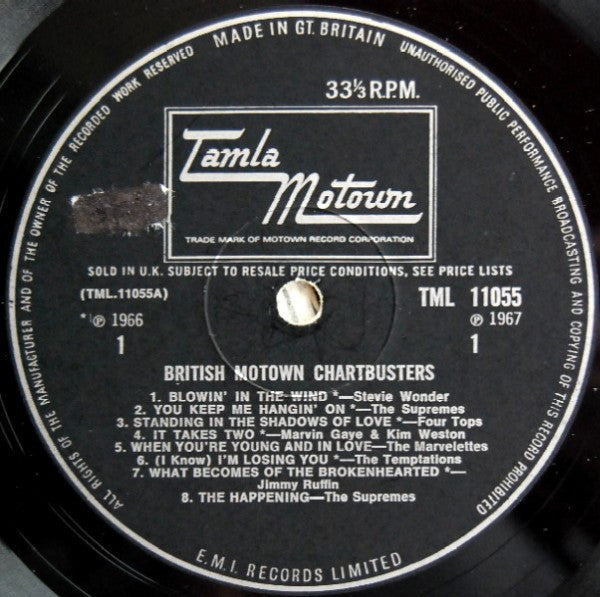 MADE IN GT. BRITAIN
UNAUTHORISED PUBLIC PERFORMANCE BROADCASTING AND COPYING OF THIS RECORD PROHIBITED
ALL RIGHTS OF THE MANUFACTURER AND OF THE OWNER OF THE RECORDED WORK RESERVED
33⅓ R.P.M.
Tamla
Motown
TRADE MARK OF MOTOWN RECORD CORPORATION
SOLD IN U.K. SUBJECT TO RESALE PRICE CONDITIONS, SEE PRICE LISTS
(TML.11055A) TML 11055
* ℗ 1966 ℗ 1967
1 1
BRITISH MOTOWN CHARTBUSTERS
1. BLOWIN' IN THE WIND *—Stevie Wonder
2. YOU KEEP ME HANGIN' ON *—The Supremes
3. STANDING IN THE SHADOWS OF LOVE *—Four Tops
4. IT TAKES TWO *—Marvin Gaye & Kim Weston
5. WHEN YOU'RE YOUNG AND IN LOVE—The Marvelettes
6. (I Know) I'M LOSING YOU *—The Temptations
7. WHAT BECOMES OF THE BROKENHEARTED *—
Jimmy Ruffin
8. THE HAPPENING—The Supremes
E.M.I. RECORDS LIMITED